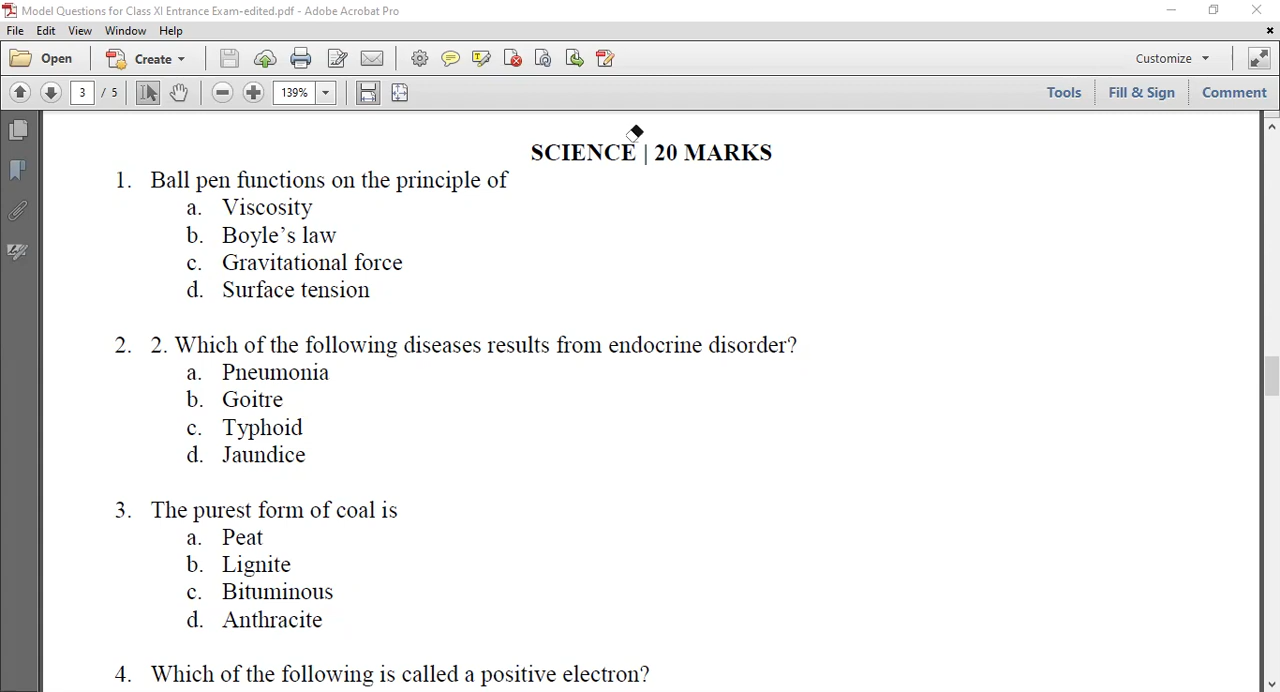 Model Questions for Class XI Entrance Exam-edited.pdf - Adobe Acrobat Pro
File Edit View Window Help
Open Create Customize
3 / 5 139% Tools Fill & Sign Comment
SCIENCE | 20 MARKS
1. Ball pen functions on the principle of
a. Viscosity
b. Boyle’s law
c. Gravitational force
d. Surface tension
2. 2. Which of the following diseases results from endocrine disorder?
a. Pneumonia
b. Goitre
c. Typhoid
d. Jaundice
3. The purest form of coal is
a. Peat
b. Lignite
c. Bituminous
d. Anthracite
4. Which of the following is called a positive electron?